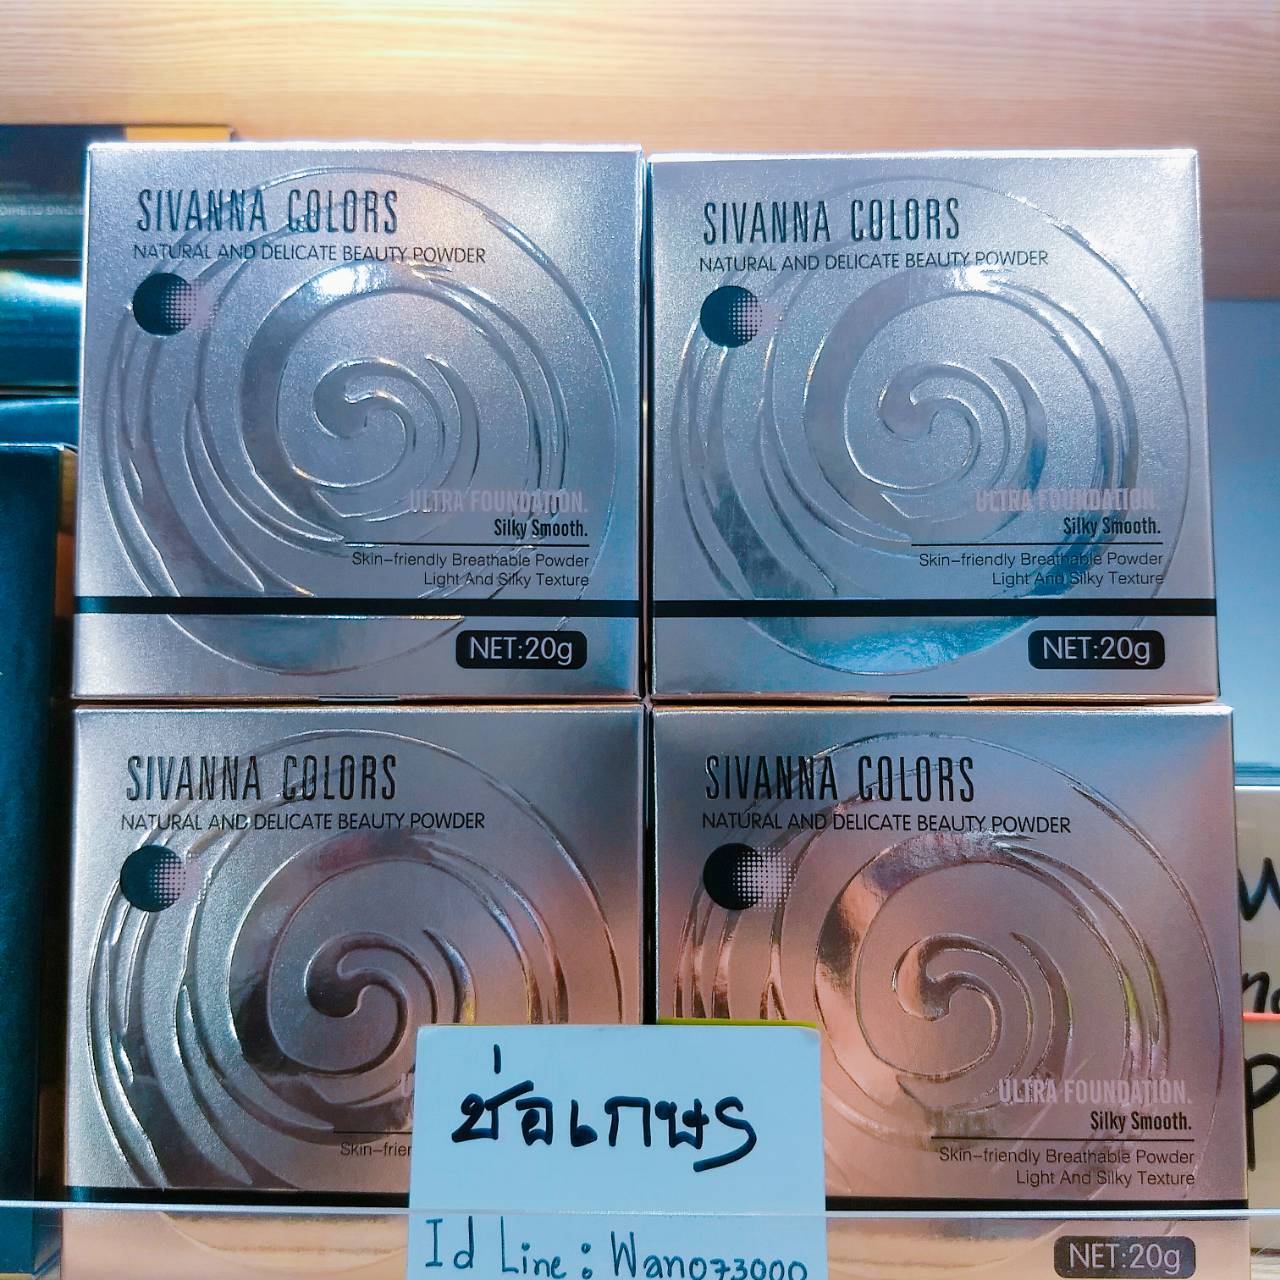 SIVANNA COLORS
NATURAL AND DELICATE BEAUTY POWDER
ULTRA FOUNDATION.
Silky Smooth.
Skin-friendly Breathable Powder
Light And Silky Texture
NET:20g
SIVANNA COLORS
NATURAL AND DELICATE BEAUTY POWDER
ULTRA FOUNDATION.
Silky Smooth.
Skin-friendly Breathable Powder
Light And Silky Texture
NET:20g
SIVANNA COLORS
NATURAL AND DELICATE BEAUTY POWDER
SIVANNA COLORS
NATURAL AND DELICATE BEAUTY POWDER
ULTRA FOUNDATION.
Silky Smooth.
Skin-friendly Breathable Powder
Light And Silky Texture
NET:20g
ช่อเกษร
Id Line: Wan073000